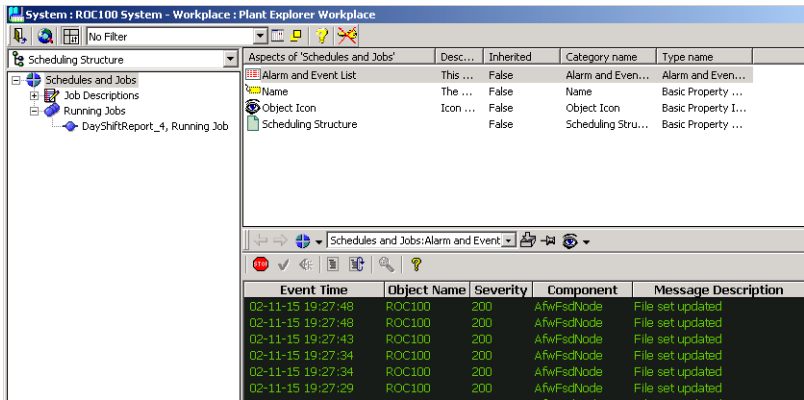 System : ROC100 System - Workplace : Plant Explorer Workplace
No Filter
Scheduling Structure
Schedules and Jobs
Job Descriptions
Running Jobs
DayShiftReport_4, Running Job
Aspects of 'Schedules and Jobs' Desc... Inherited Category name Type name
Alarm and Event List This ... False Alarm and Even... Alarm and Even...
Name The ... False Name Basic Property ...
Object Icon Icon ... False Object Icon Basic Property I...
Scheduling Structure False Scheduling Stru... Basic Property ...
Schedules and Jobs:Alarm and Event
STOP
Event Time Object Name Severity Component Message Description
02-11-15 19:27:48 ROC100 200 AfwFsdNode File set updated
02-11-15 19:27:48 ROC100 200 AfwFsdNode File set updated
02-11-15 19:27:43 ROC100 200 AfwFsdNode File set updated
02-11-15 19:27:34 ROC100 200 AfwFsdNode File set updated
02-11-15 19:27:34 ROC100 200 AfwFsdNode File set updated
02-11-15 19:27:29 ROC100 200 AfwFsdNode File set updated